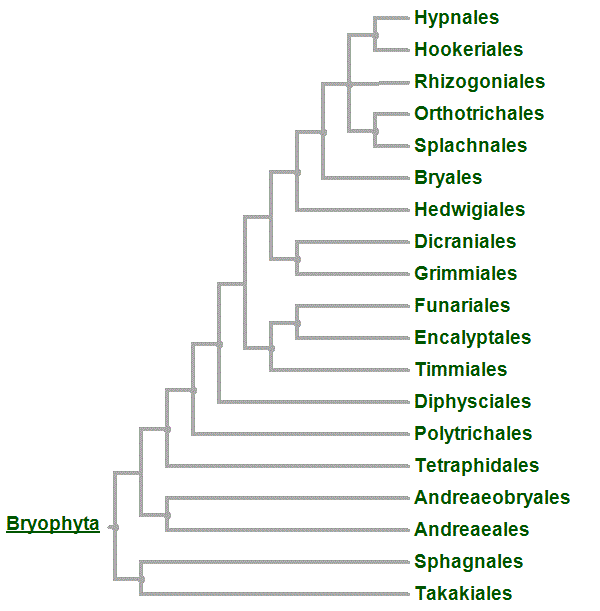 Hypnales
Hookeriales
Rhizogoniales
Orthotrichales
Splachnales
Bryales
Hedwigiales
Dicraniales
Grimmiales
Funariales
Encalyptales
Timmiales
Diphysciales
Polytrichales
Tetraphidales
Andreaeobryales
Bryophyta
Andreaeales
Sphagnales
Takakiales